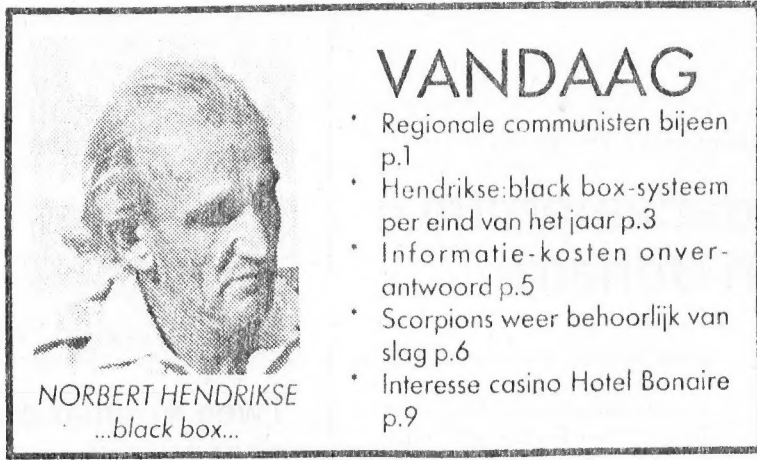 VANDAAG
* Regionale communisten bijeen
p.1
* Hendrikse:black box-systeem
per eind van het jaar p.3
* Informatie-kosten onver-
antwoord p.5
* Scorpions weer behoorlijk van
slag p.6
* Interesse casino Hotel Bonaire
p.9
NORBERT HENDRIKSE
...black box...